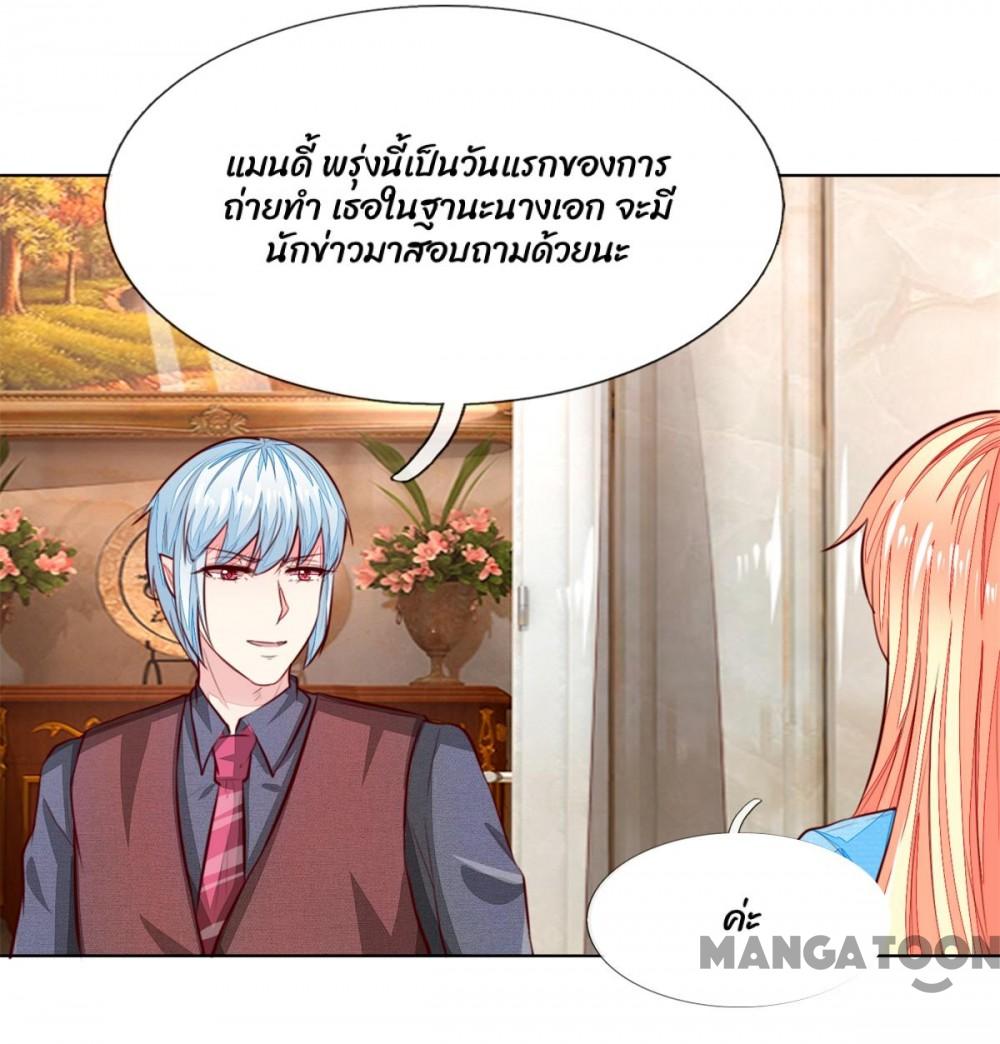 แมนดี้ พรุ่งนี้เป็นวันแรกของการ
ถ่ายทำ เธอในฐานะนางเอก จะมี
นักข่าวมาสอบถามด้วยนะ
ค่ะ
MANGATOON